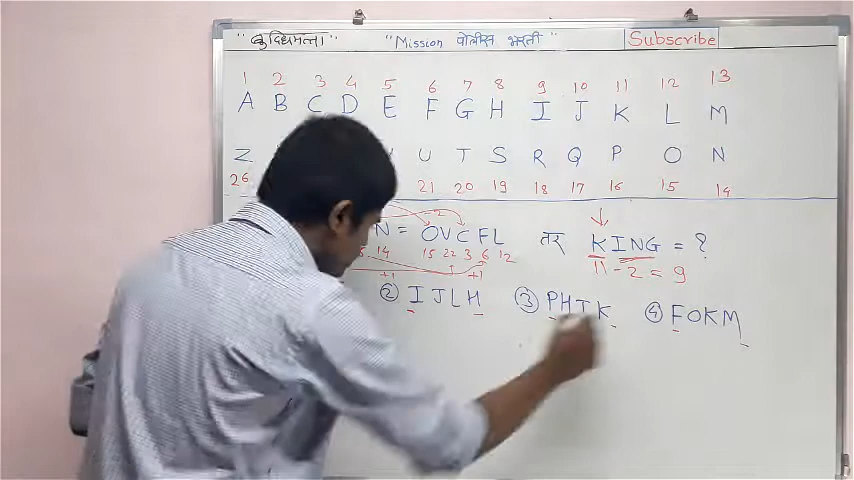 "बुद्धिमत्ता" "Mission पोलीस भरती" Subscribe
1 2 3 4 5 6 7 8 9 10 11 12 13
A B C D E F G H I J K L M
Z U T S R Q P O N
26 21 20 19 18 17 16 15 14
-2
N = OVCFL तर KING = ?
14 15 22 3 6 12 11 - 2 = 9
+1 +1
② IJLH ③ PHJK ④ FOKM